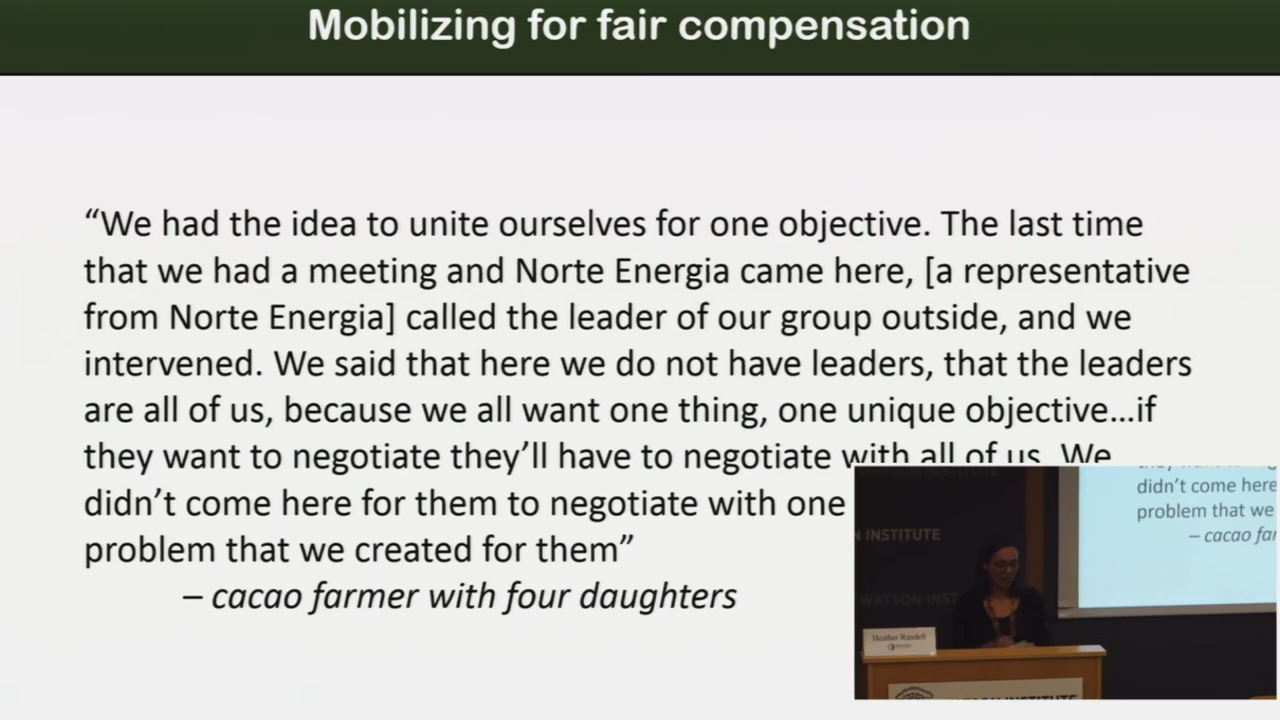 Mobilizing for fair compensation
“We had the idea to unite ourselves for one objective. The last time
that we had a meeting and Norte Energia came here, [a representative
from Norte Energia] called the leader of our group outside, and we
intervened. We said that here we do not have leaders, that the leaders
are all of us, because we all want one thing, one unique objective…if
they want to negotiate they’ll have to negotiate with all of us. We
didn’t come here for them to negotiate with one
problem that we created for them”
– cacao farmer with four daughters
didn’t come here
problem that we
– cacao far
N INSTITUTE
WATSON INST
Heather Randell
WATSON INSTITUTE